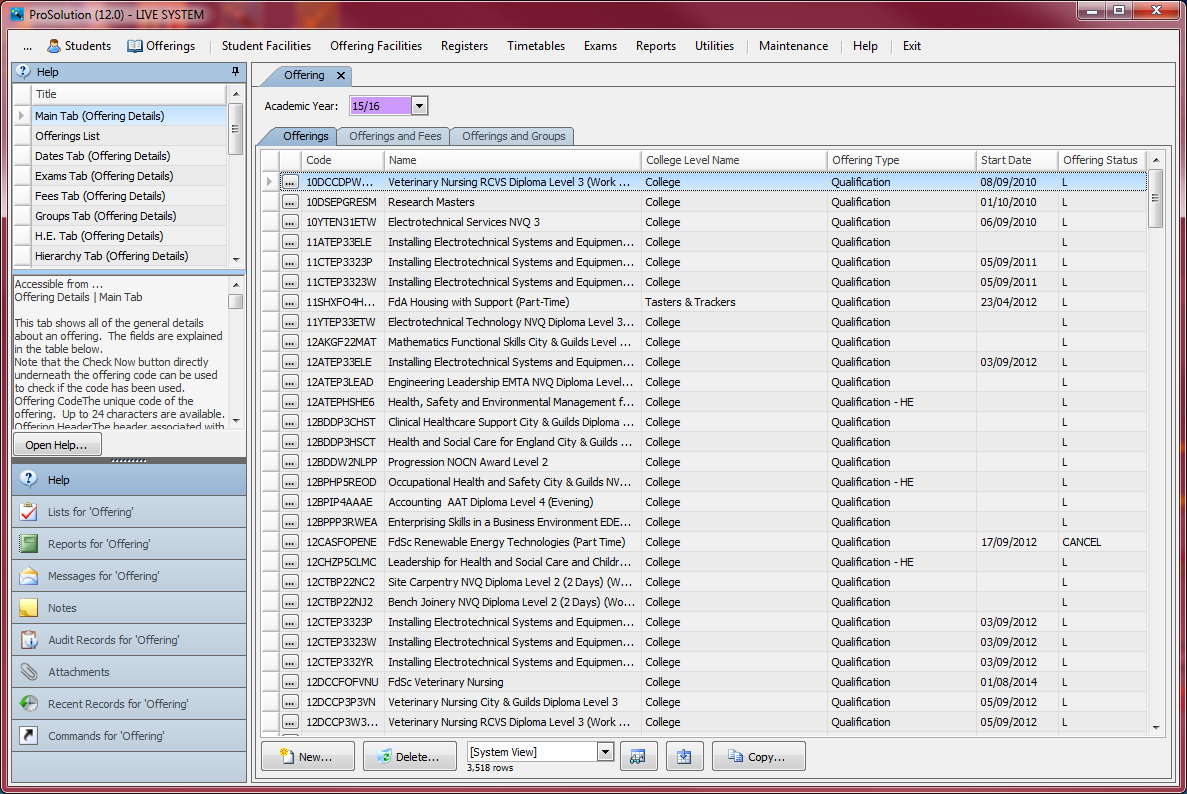 ProSolution (12.0) - LIVE SYSTEM
... Students Offerings Student Facilities Offering Facilities Registers Timetables Exams Reports Utilities Maintenance Help Exit
Help
Title
Main Tab (Offering Details)
Offerings List
Dates Tab (Offering Details)
Exams Tab (Offering Details)
Fees Tab (Offering Details)
Groups Tab (Offering Details)
H.E. Tab (Offering Details)
Hierarchy Tab (Offering Details)
Accessible from ...
Offering Details | Main Tab
This tab shows all of the general details
about an offering. The fields are explained
in the table below.
Note that the Check Now button directly
underneath the offering code can be used
to check if the code has been used.
Offering CodeThe unique code of the
offering. Up to 24 characters are available.
Offering HeaderThe header associated with
Open Help...
Help
Lists for 'Offering'
Reports for 'Offering'
Messages for 'Offering'
Notes
Audit Records for 'Offering'
Attachments
Recent Records for 'Offering'
Commands for 'Offering'
Offering
Academic Year: 15/16
Offerings Offerings and Fees Offerings and Groups
Code Name College Level Name Offering Type Start Date Offering Status
... 10DCCDPW... Veterinary Nursing RCVS Diploma Level 3 (Work ... College Qualification 08/09/2010 L
... 10DSEPGRESM Research Masters College Qualification 01/10/2010 L
... 10YTEN31ETW Electrotechnical Services NVQ 3 College Qualification 06/09/2010 L
... 11ATEP33ELE Installing Electrotechnical Systems and Equipmen... College Qualification L
... 11CTEP3323P Installing Electrotechnical Systems and Equipmen... College Qualification 05/09/2011 L
... 11CTEP3323W Installing Electrotechnical Systems and Equipmen... College Qualification 05/09/2011 L
... 11SHXFO4H... FdA Housing with Support (Part-Time) Tasters & Trackers Qualification 23/04/2012 L
... 11YTEP33ETW Electrotechnical Technology NVQ Diploma Level 3... College Qualification L
... 12AKGF22MAT Mathematics Functional Skills City & Guilds Level ... College Qualification L
... 12ATEP33ELE Installing Electrotechnical Systems and Equipmen... College Qualification 03/09/2012 L
... 12ATEP3LEAD Engineering Leadership EMTA NVQ Diploma Level... College Qualification L
... 12ATEPHSHE6 Health, Safety and Environmental Management f... College Qualification - HE L
... 12BDDP3CHST Clinical Healthcare Support City & Guilds Diploma ... College Qualification L
... 12BDDP3HSCT Health and Social Care for England City & Guilds ... College Qualification L
... 12BDDW2NLPP Progression NOCN Award Level 2 College Qualification L
... 12BPHP5REOD Occupational Health and Safety City & Guilds NV... College Qualification - HE L
... 12BPIP4AAAE Accounting AAT Diploma Level 4 (Evening) College Qualification L
... 12BPPP3RWEA Enterprising Skills in a Business Environment EDE... College Qualification L
... 12CASFOPENE FdSc Renewable Energy Technologies (Part Time) College Qualification 17/09/2012 CANCEL
... 12CHZP5CLMC Leadership for Health and Social Care and Childr... College Qualification - HE L
... 12CTBP22NC2 Site Carpentry NVQ Diploma Level 2 (2 Days) (W... College Qualification L
... 12CTBP22NJ2 Bench Joinery NVQ Diploma Level 2 (2 Days) (Wo... College Qualification L
... 12CTEP3323P Installing Electrotechnical Systems and Equipmen... College Qualification 03/09/2012 L
... 12CTEP3323W Installing Electrotechnical Systems and Equipmen... College Qualification 03/09/2012 L
... 12CTEP332YR Installing Electrotechnical Systems and Equipmen... College Qualification 03/09/2012 L
... 12DCCFOFVNU FdSc Veterinary Nursing College Qualification 01/08/2014 L
... 12DCCP3P3VN Veterinary Nursing City & Guilds Diploma Level 3 College Qualification 05/09/2012 L
... 12DCCP3W3... Veterinary Nursing RCVS Diploma Level 3 (Work ... College Qualification 05/09/2012 L
New... Delete... [System View] Copy...
3,518 rows